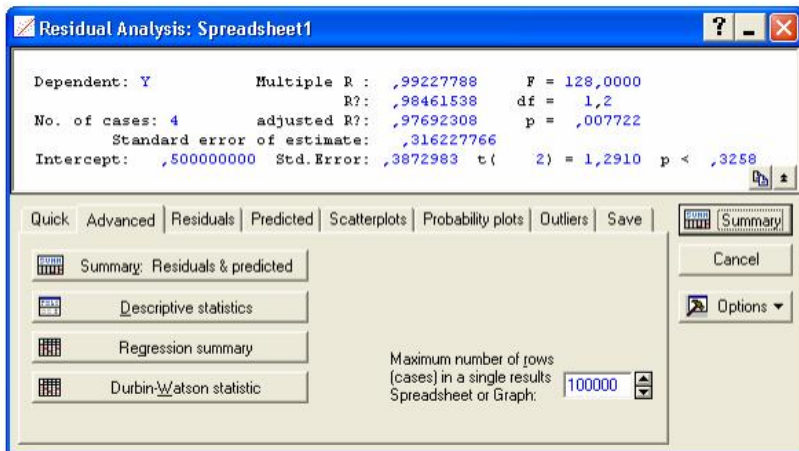 Residual Analysis: Spreadsheet1
Dependent: Y Multiple R : ,99227788 F = 128,0000
R?: ,98461538 df = 1,2
No. of cases: 4 adjusted R?: ,97692308 p = ,007722
Standard error of estimate: ,316227766
Intercept: ,500000000 Std.Error: ,3872983 t( 2) = 1,2910 p < ,3258
Quick Advanced Residuals Predicted Scatterplots Probability plots Outliers Save
Summary
Summary: Residuals & predicted
Cancel
Descriptive statistics
Options
Regression summary
Durbin-Watson statistic
Maximum number of rows
(cases) in a single results
Spreadsheet or Graph:
100000